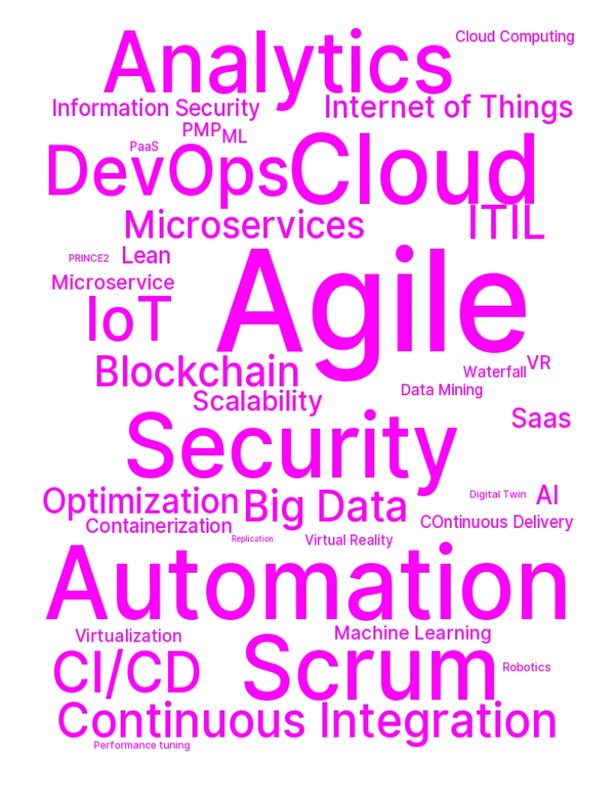 Analytics
Cloud Computing
Information Security
Internet of Things
PMP
ML
PaaS
DevOps
Cloud
Microservices
ITIL
PRINCE2
Lean
Agile
Microservice
IoT
Blockchain
Waterfall
VR
Data Mining
Scalability
Saas
Security
Optimization
Big Data
Digital Twin
AI
Containerization
COntinuous Delivery
Replication
Virtual Reality
Automation
Virtualization
Machine Learning
CI/CD
Scrum
Robotics
Continuous Integration
Performance tuning